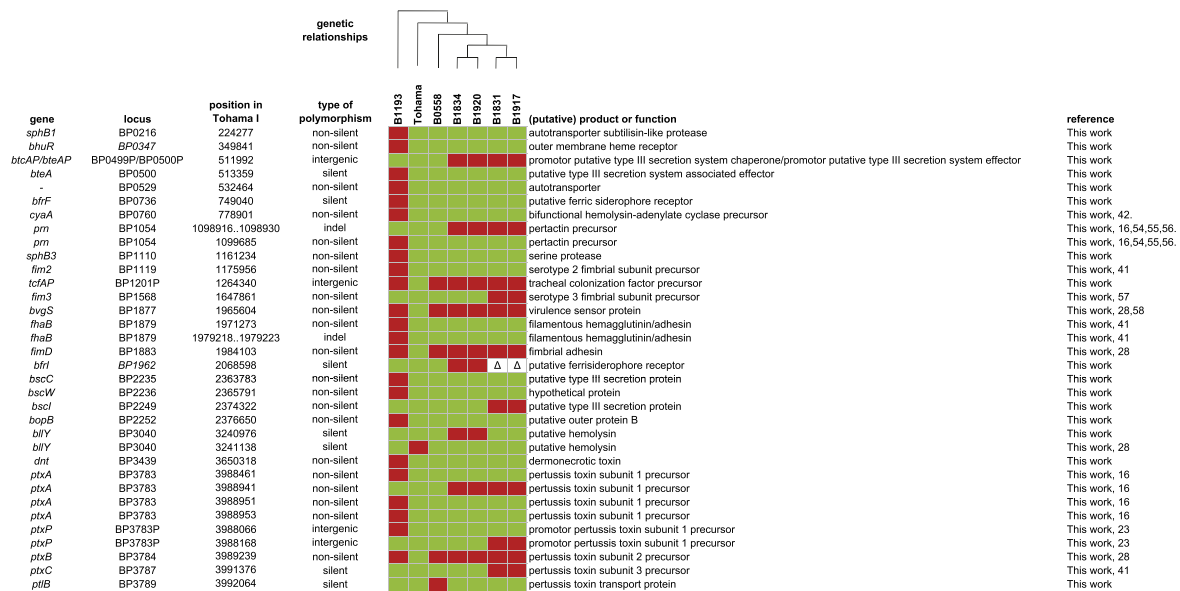 genetic
relationships
gene locus position in Tohama I type of polymorphism B1193 Tohama B0558 B1834 B1920 B1831 B1917 (putative) product or function reference
sphB1 BP0216 224277 non-silent autotransporter subtilisin-like protease This work
bhuR BP0347 349841 non-silent outer membrane heme receptor This work
btcAP/bteAP BP0499P/BP0500P 511992 intergenic promotor putative type III secretion system chaperone/promotor putative type III secretion system effector This work
bteA BP0500 513359 silent putative type III secretion system associated effector This work
- BP0529 532464 non-silent autotransporter This work
bfrF BP0736 749040 silent putative ferric siderophore receptor This work
cyaA BP0760 778901 non-silent bifunctional hemolysin-adenylate cyclase precursor This work, 42.
prn BP1054 1098916..1098930 indel pertactin precursor This work, 16,54,55,56.
prn BP1054 1099685 non-silent pertactin precursor This work, 16,54,55,56.
sphB3 BP1110 1161234 non-silent serine protease This work
fim2 BP1119 1175956 non-silent serotype 2 fimbrial subunit precursor This work, 41
tcfAP BP1201P 1264340 intergenic tracheal colonization factor precursor This work
fim3 BP1568 1647861 non-silent serotype 3 fimbrial subunit precursor This work, 57
bvgS BP1877 1965604 non-silent virulence sensor protein This work, 28,58
fhaB BP1879 1971273 non-silent filamentous hemagglutinin/adhesin This work, 41
fhaB BP1879 1979218..1979223 indel filamentous hemagglutinin/adhesin This work, 41
fimD BP1883 1984103 non-silent fimbrial adhesin This work, 28
bfrI BP1962 2068598 silent Δ Δ putative ferrisiderophore receptor This work
bscC BP2235 2363783 non-silent putative type III secretion protein This work
bscW BP2236 2365791 non-silent hypothetical protein This work
bscI BP2249 2374322 non-silent putative type III secretion protein This work
bopB BP2252 2376650 non-silent putative outer protein B This work
bllY BP3040 3240976 silent putative hemolysin This work
bllY BP3040 3241138 silent putative hemolysin This work, 28
dnt BP3439 3650318 non-silent dermonecrotic toxin This work
ptxA BP3783 3988461 non-silent pertussis toxin subunit 1 precursor This work, 16
ptxA BP3783 3988941 non-silent pertussis toxin subunit 1 precursor This work, 16
ptxA BP3783 3988951 non-silent pertussis toxin subunit 1 precursor This work, 16
ptxA BP3783 3988953 non-silent pertussis toxin subunit 1 precursor This work, 16
ptxP BP3783P 3988066 intergenic promotor pertussis toxin subunit 1 precursor This work, 23
ptxP BP3783P 3988168 intergenic promotor pertussis toxin subunit 1 precursor This work, 23
ptxB BP3784 3989239 non-silent pertussis toxin subunit 2 precursor This work, 28
ptxC BP3787 3991376 silent pertussis toxin subunit 3 precursor This work, 41
ptlB BP3789 3992064 silent pertussis toxin transport protein This work